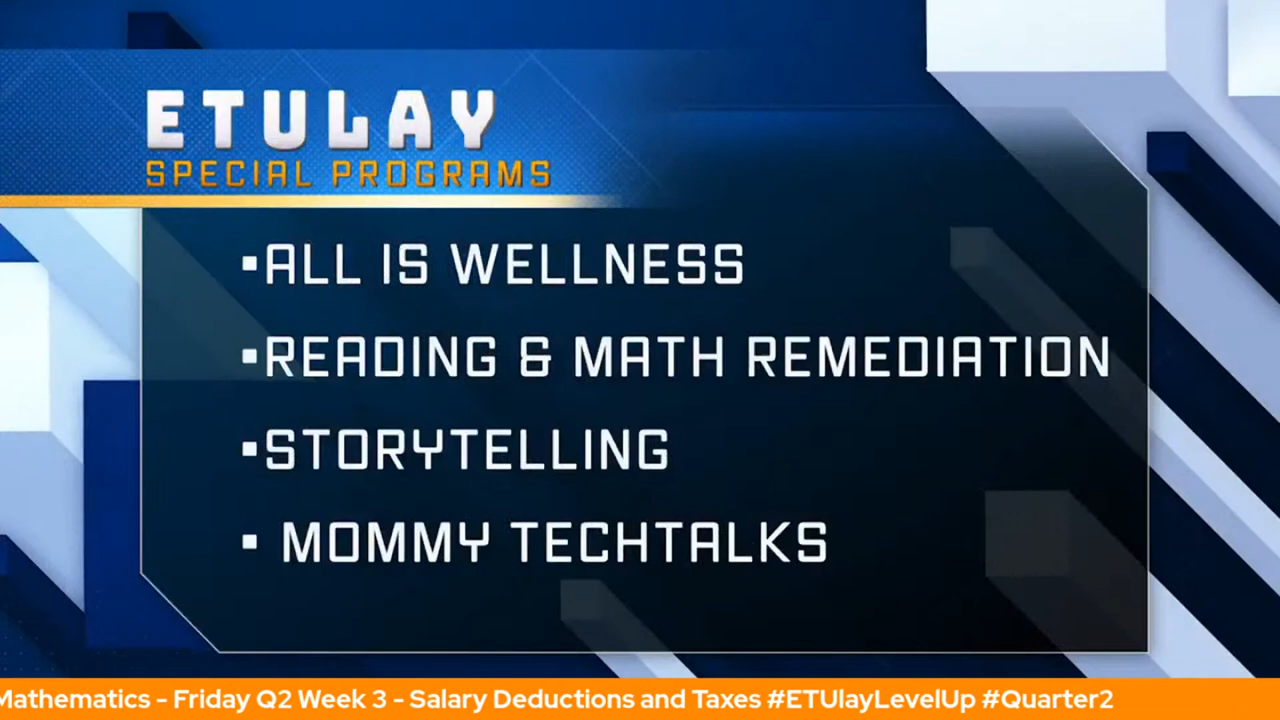 ETULAY
SPECIAL PROGRAMS
▪ALL IS WELLNESS
▪READING & MATH REMEDIATION
▪STORYTELLING
▪ MOMMY TECHTALKS
Mathematics - Friday Q2 Week 3 - Salary Deductions and Taxes #ETUlayLevelUp #Quarter2